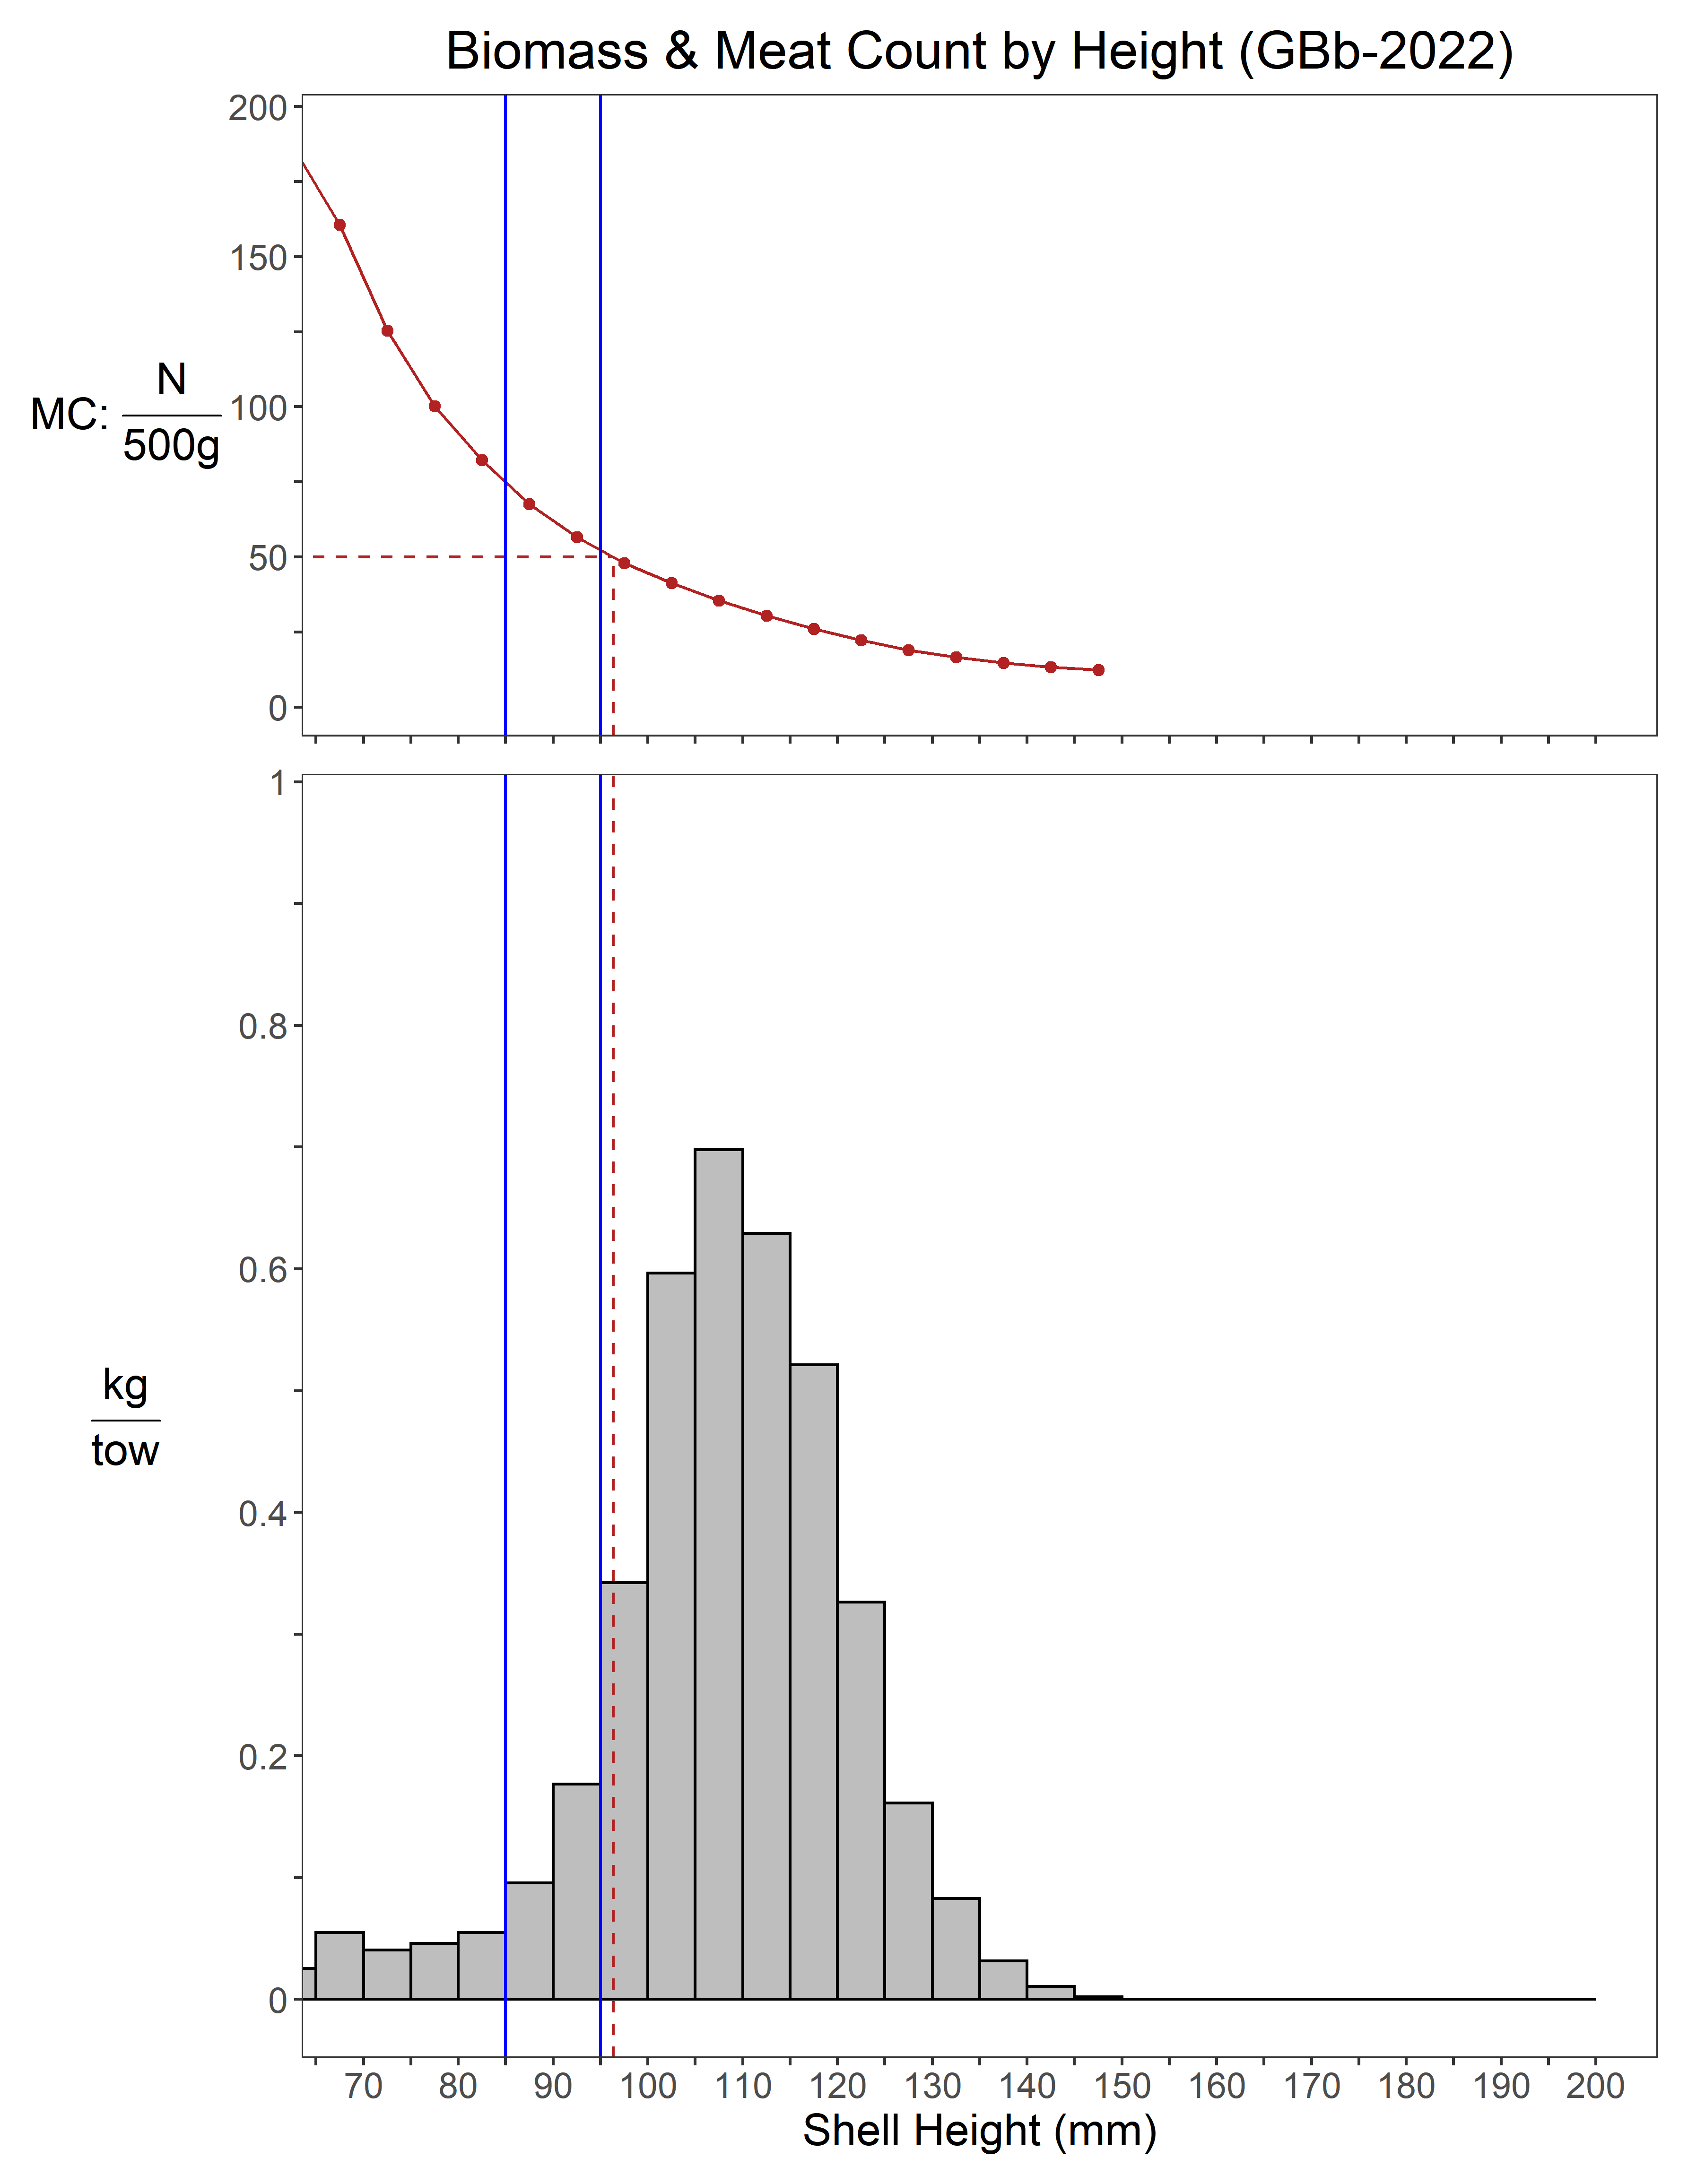 Biomass & Meat Count by Height (GBb-2022)
200
150
MC: N/500g
100
50
0
1
0.8
0.6
kg/tow
0.4
0.2
0
70 80 90 100 110 120 130 140 150 160 170 180 190 200
Shell Height (mm)